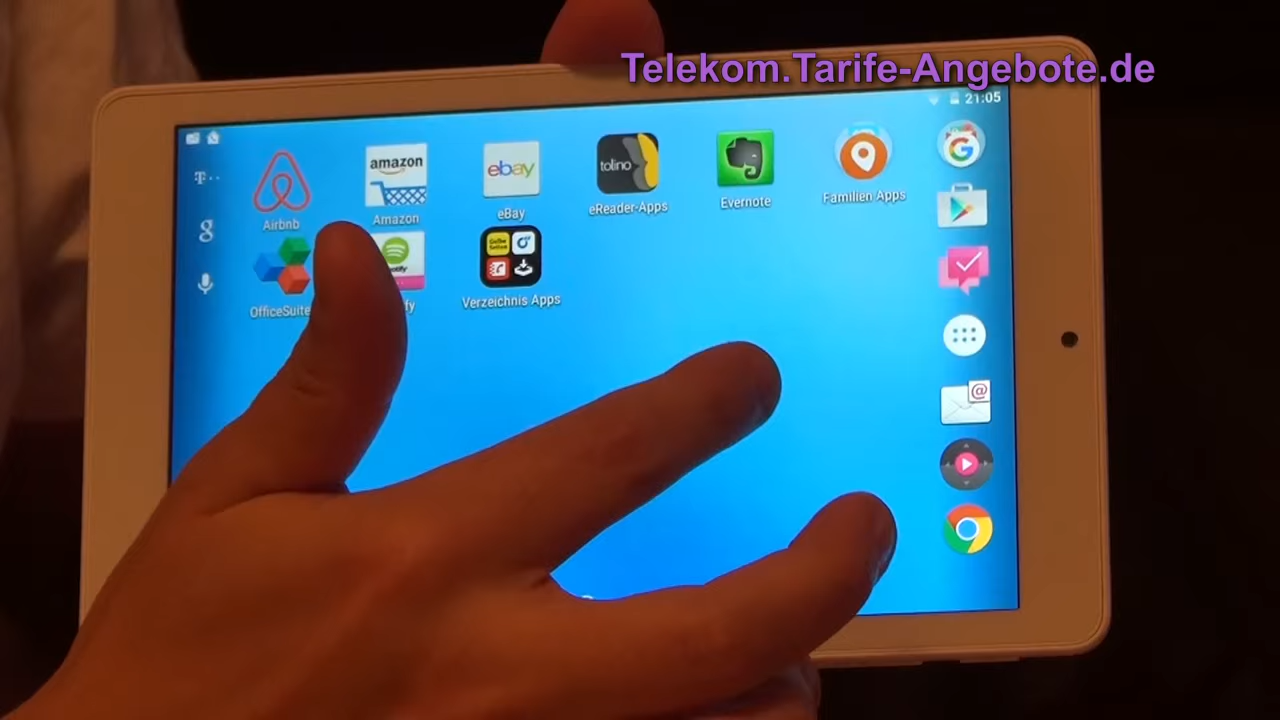 Telekom.Tarife-Angebote.de
21:05
T··
g
Airbnb
amazon
Amazon
ebay
eBay
tolino
eReader-Apps
Evernote
Familien Apps
G
OfficeSuite
Verzeichnis Apps
@